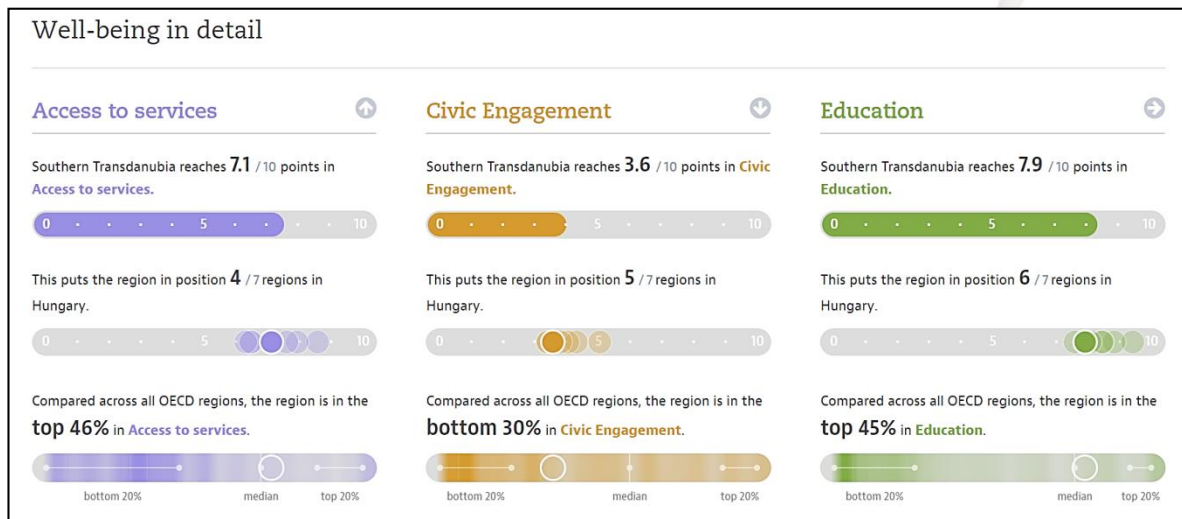 Well-being in detail
Access to services
Southern Transdanubia reaches 7.1 /10 points in
Access to services.
0 5 10
This puts the region in position 4 /7 regions in
Hungary.
0 5 10
Compared across all OECD regions, the region is in the
top 46% in Access to services.
bottom 20% median top 20%
Civic Engagement
Southern Transdanubia reaches 3.6 /10 points in Civic
Engagement.
0 5 10
This puts the region in position 5 /7 regions in
Hungary.
0 5 10
Compared across all OECD regions, the region is in the
bottom 30% in Civic Engagement.
bottom 20% median top 20%
Education
Southern Transdanubia reaches 7.9 /10 points in
Education.
0 5 10
This puts the region in position 6 /7 regions in
Hungary.
0 5 10
Compared across all OECD regions, the region is in the
top 45% in Education.
bottom 20% median top 20%